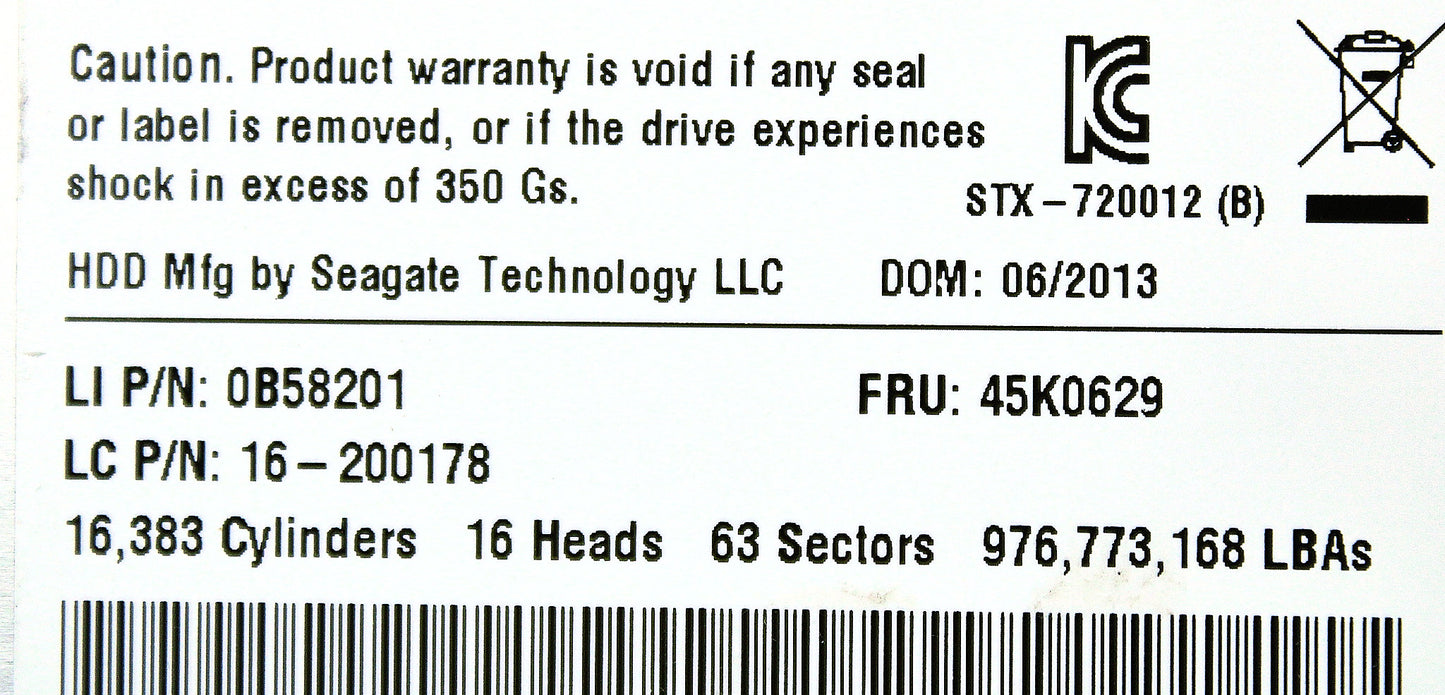 Caution. Product warranty is void if any seal
or label is removed, or if the drive experiences
shock in excess of 350 Gs.
KC
STX-720012 (B)
HDD Mfg by Seagate Technology LLC DOM: 06/2013
LI P/N: 0B58201 FRU: 45K0629
LC P/N: 16-200178
16,383 Cylinders 16 Heads 63 Sectors 976,773,168 LBAs